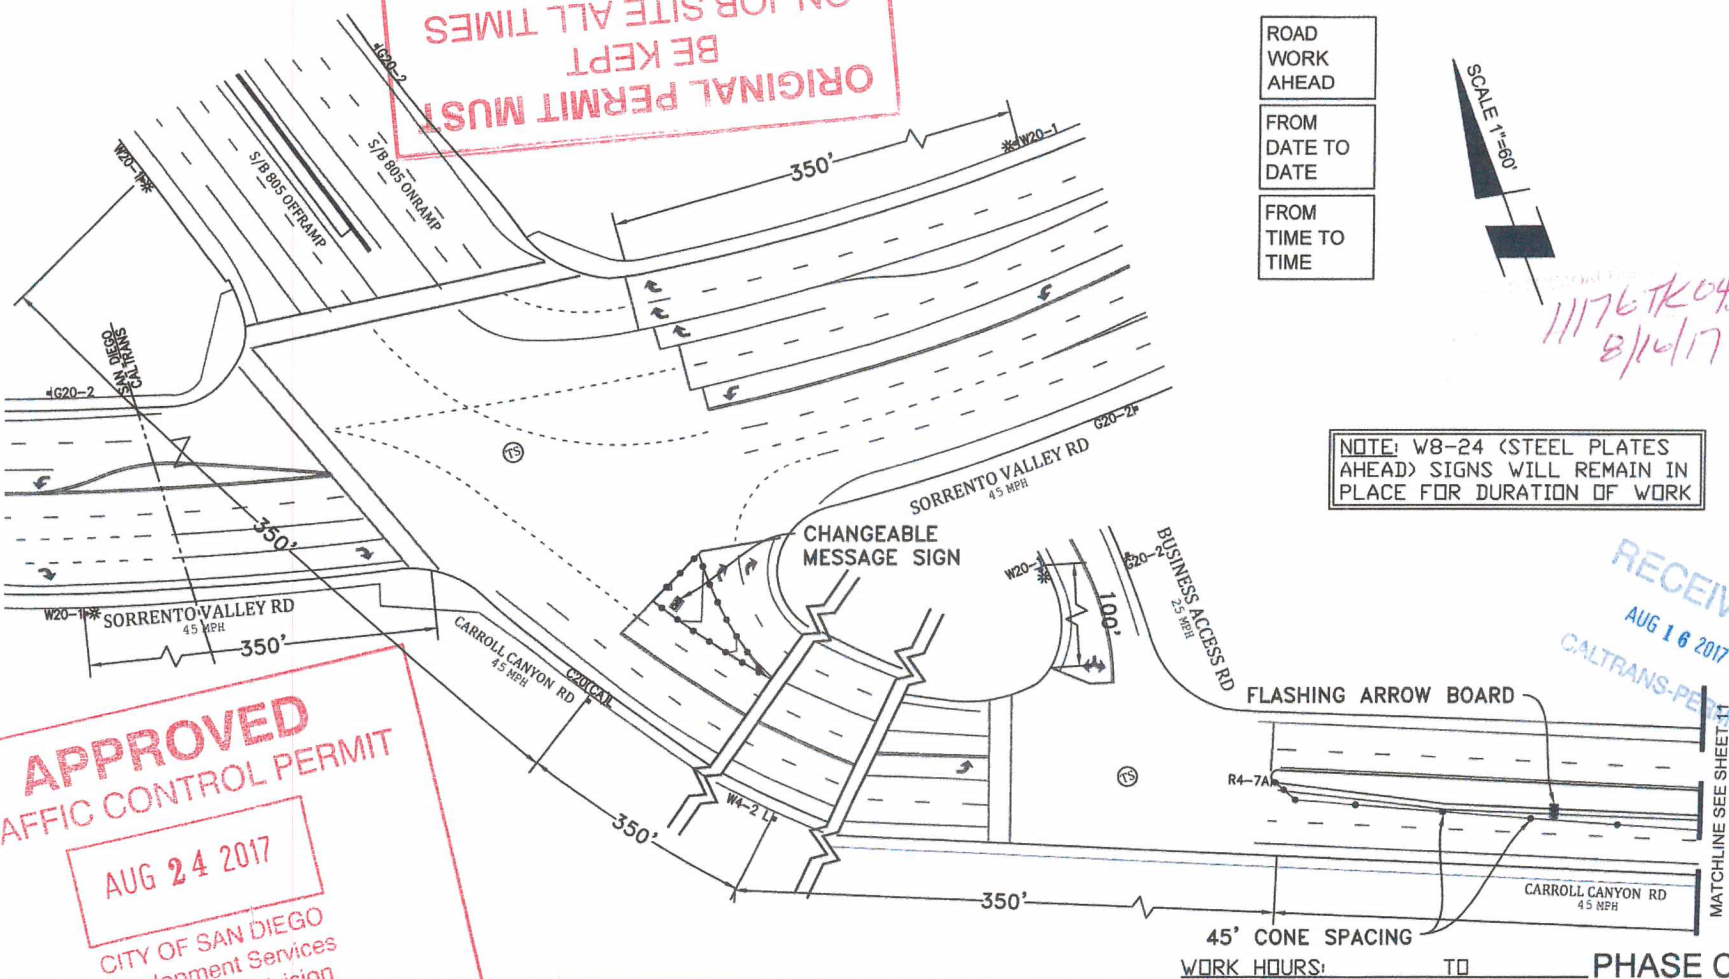 ORIGINAL PERMIT MUST
BE KEPT
ON JOB SITE ALL TIMES
ROAD
WORK
AHEAD
FROM
DATE TO
DATE
FROM
TIME TO
TIME
SCALE 1"=60'
8/16/17
G20-2
W20-1
S/B 805 OFFRAMP
S/B 805 ONRAMP
350'
W20-1
SAN DIEGO
CALTRANS
G20-2
TS
G20-2
SORRENTO VALLEY RD
45 MPH
NOTE: W8-24 (STEEL PLATES
AHEAD) SIGNS WILL REMAIN IN
PLACE FOR DURATION OF WORK
CHANGEABLE
MESSAGE SIGN
350'
W20-1
SORRENTO VALLEY RD
45 MPH
350'
CARROLL CANYON RD
45 MPH
C20(CA)L
W20-1
100'
G20-2
BUSINESS ACCESS RD
25 MPH
AUG 16 2017
FLASHING ARROW BOARD
TS
R4-7A
W4-2 L
350'
350'
CARROLL CANYON RD
45 MPH
45' CONE SPACING
WORK HOURS: TO
PHASE
APPROVED
CONTROL PERMIT
AUG 24 2017
CITY OF SAN DIEGO
Services
MATCHLINE SEE SHEET